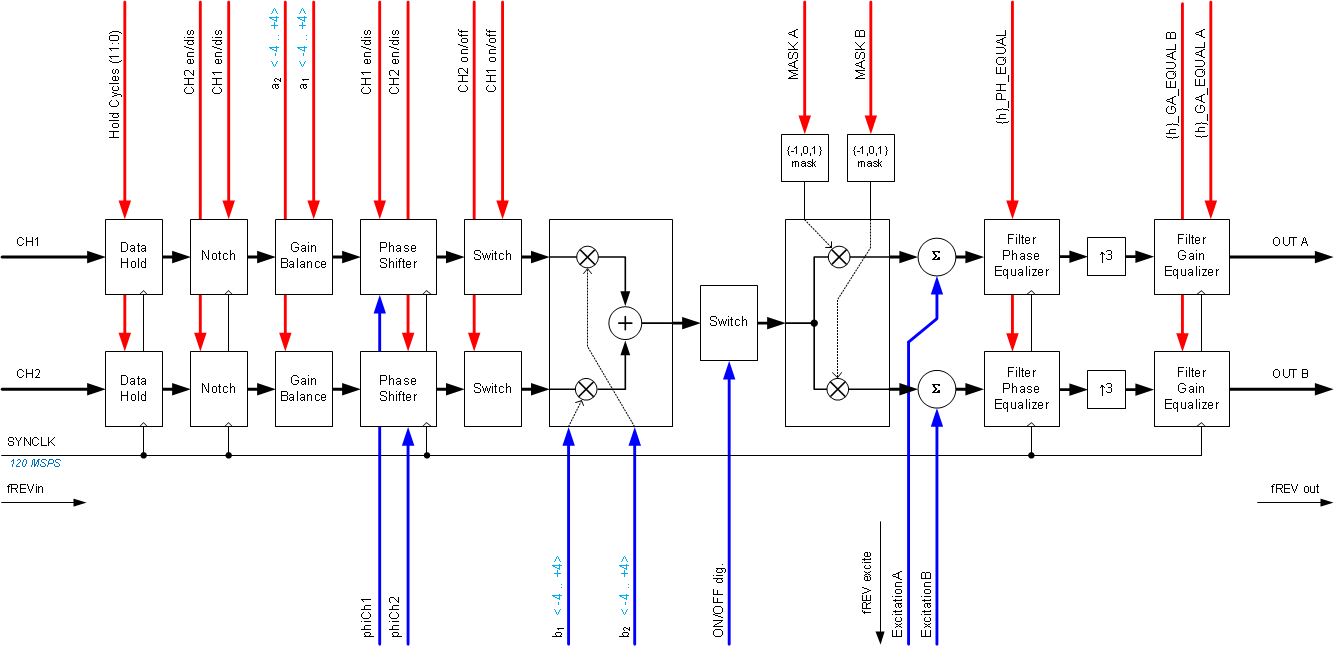 Hold Cycles (11:0)
CH2 en/dis
CH1 en/dis
a2 < -4 .. +4>
a1 < -4 .. +4>
CH1 en/dis
CH2 en/dis
CH2 on/off
CH1 on/off
MASK A
MASK B
{h}_PH_EQUAL
{h}_GA_EQUAL B
{h}_GA_EQUAL A
{-1,0,1}
mask
{-1,0,1}
mask
CH1
Data
Hold
Notch
Gain
Balance
Phase
Shifter
Switch
Σ
Filter
Phase
Equalizer
↑3
Filter
Gain
Equalizer
OUT A
Switch
CH2
Data
Hold
Notch
Gain
Balance
Phase
Shifter
Switch
Σ
Filter
Phase
Equalizer
↑3
Filter
Gain
Equalizer
OUT B
SYNCLK
120 MSPS
fREVin
fREV out
phiCh1
phiCh2
b1 < -4 .. +4>
b2 < -4 .. +4>
ON/OFF dig.
fREV excite
ExcitationA
ExcitationB